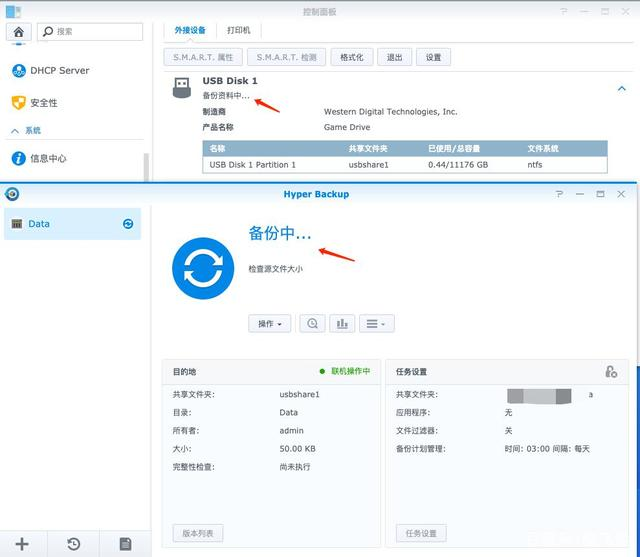 控制面板
搜索
外接设备 打印机
S.M.A.R.T. 属性 S.M.A.R.T. 检测 格式化 退出 设置
DHCP Server
安全性
系统
信息中心
USB Disk 1
备份资料中...
制造商 Western Digital Technologies, Inc.
产品名称 Game Drive
名称 共享文件夹 已使用/总容量 文件系统
USB Disk 1 Partition 1 usbshare1 0.44/11176 GB ntfs
Hyper Backup
Data
备份中...
检查源文件大小
操作
目的地 联机操作中
共享文件夹: usbshare1
目录: Data
所有者: admin
大小: 50.00 KB
完整性检查: 尚未执行
版本列表
任务设置
共享文件夹: a
应用程序: 无
文件过滤器: 关
备份计划管理: 时间: 03:00 间隔: 每天
任务设置